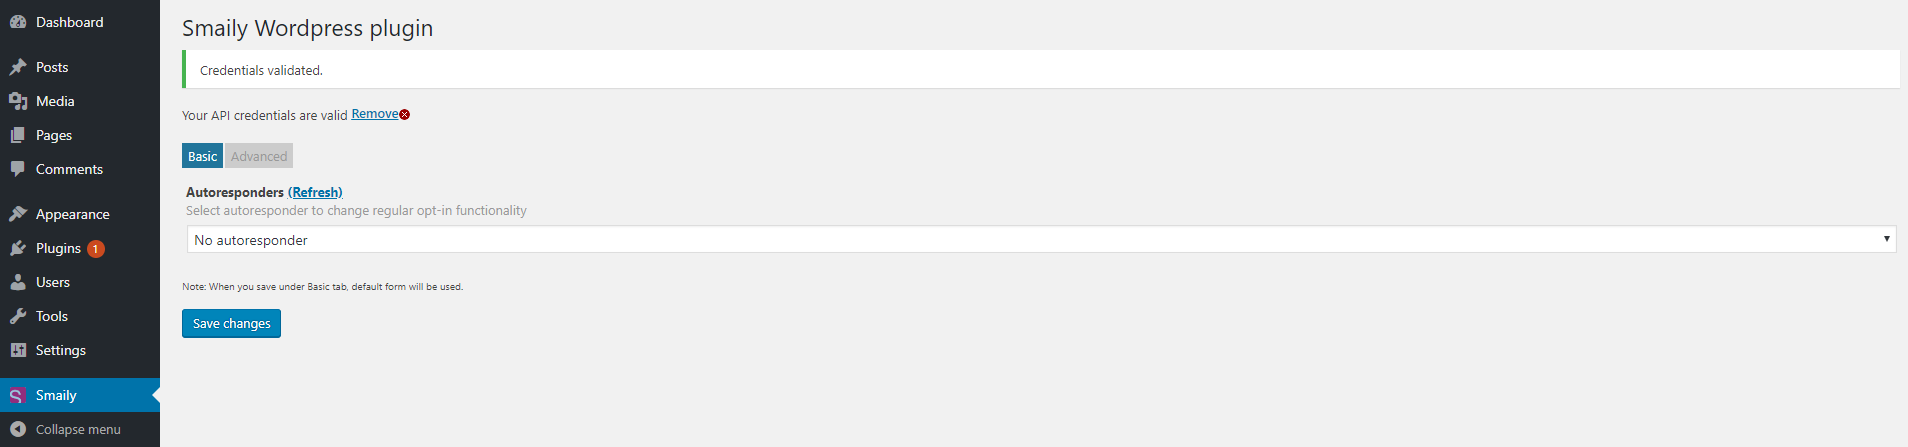 Dashboard
Posts
Media
Pages
Comments
Appearance
Plugins 1
Users
Tools
Settings
S Smaily
Collapse menu
Smaily Wordpress plugin
Credentials validated.
Your API credentials are valid Remove
Basic Advanced
Autoresponders (Refresh)
Select autoresponder to change regular opt-in functionality
No autoresponder
Note: When you save under Basic tab, default form will be used.
Save changes